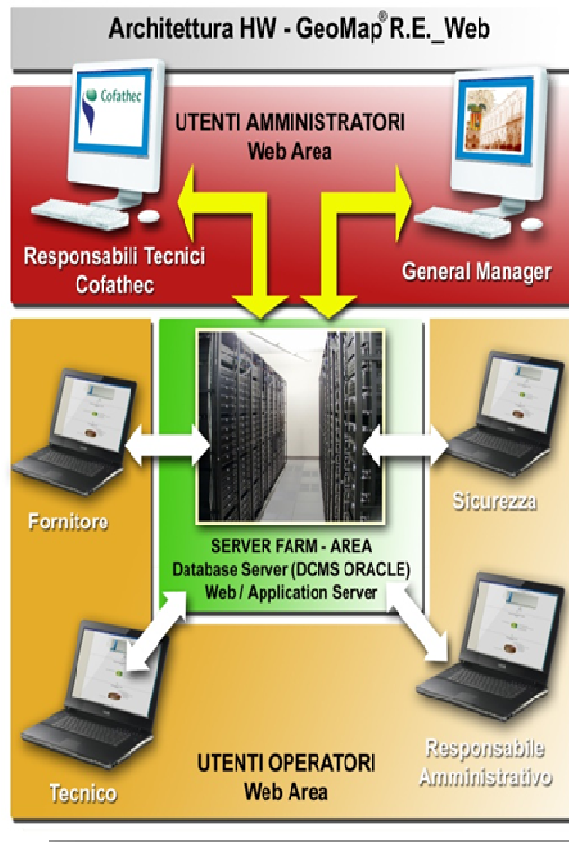 Architettura HW - GeoMap® R.E._Web
Cofathec
UTENTI AMMINISTRATORI
Web Area
Responsabili Tecnici
Cofathec
General Manager
Fornitore
Sicurezza
SERVER FARM - AREA
Database Server (DCMS ORACLE)
Web / Application Server
Tecnico
UTENTI OPERATORI
Web Area
Responsabile
Amministrativo